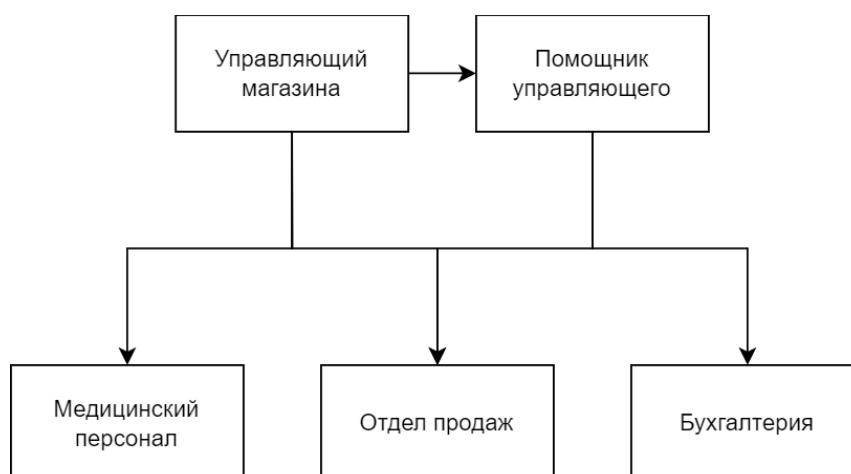 Управляющий
магазина
Помощник
управляющего
Медицинский
персонал
Отдел продаж
Бухгалтерия